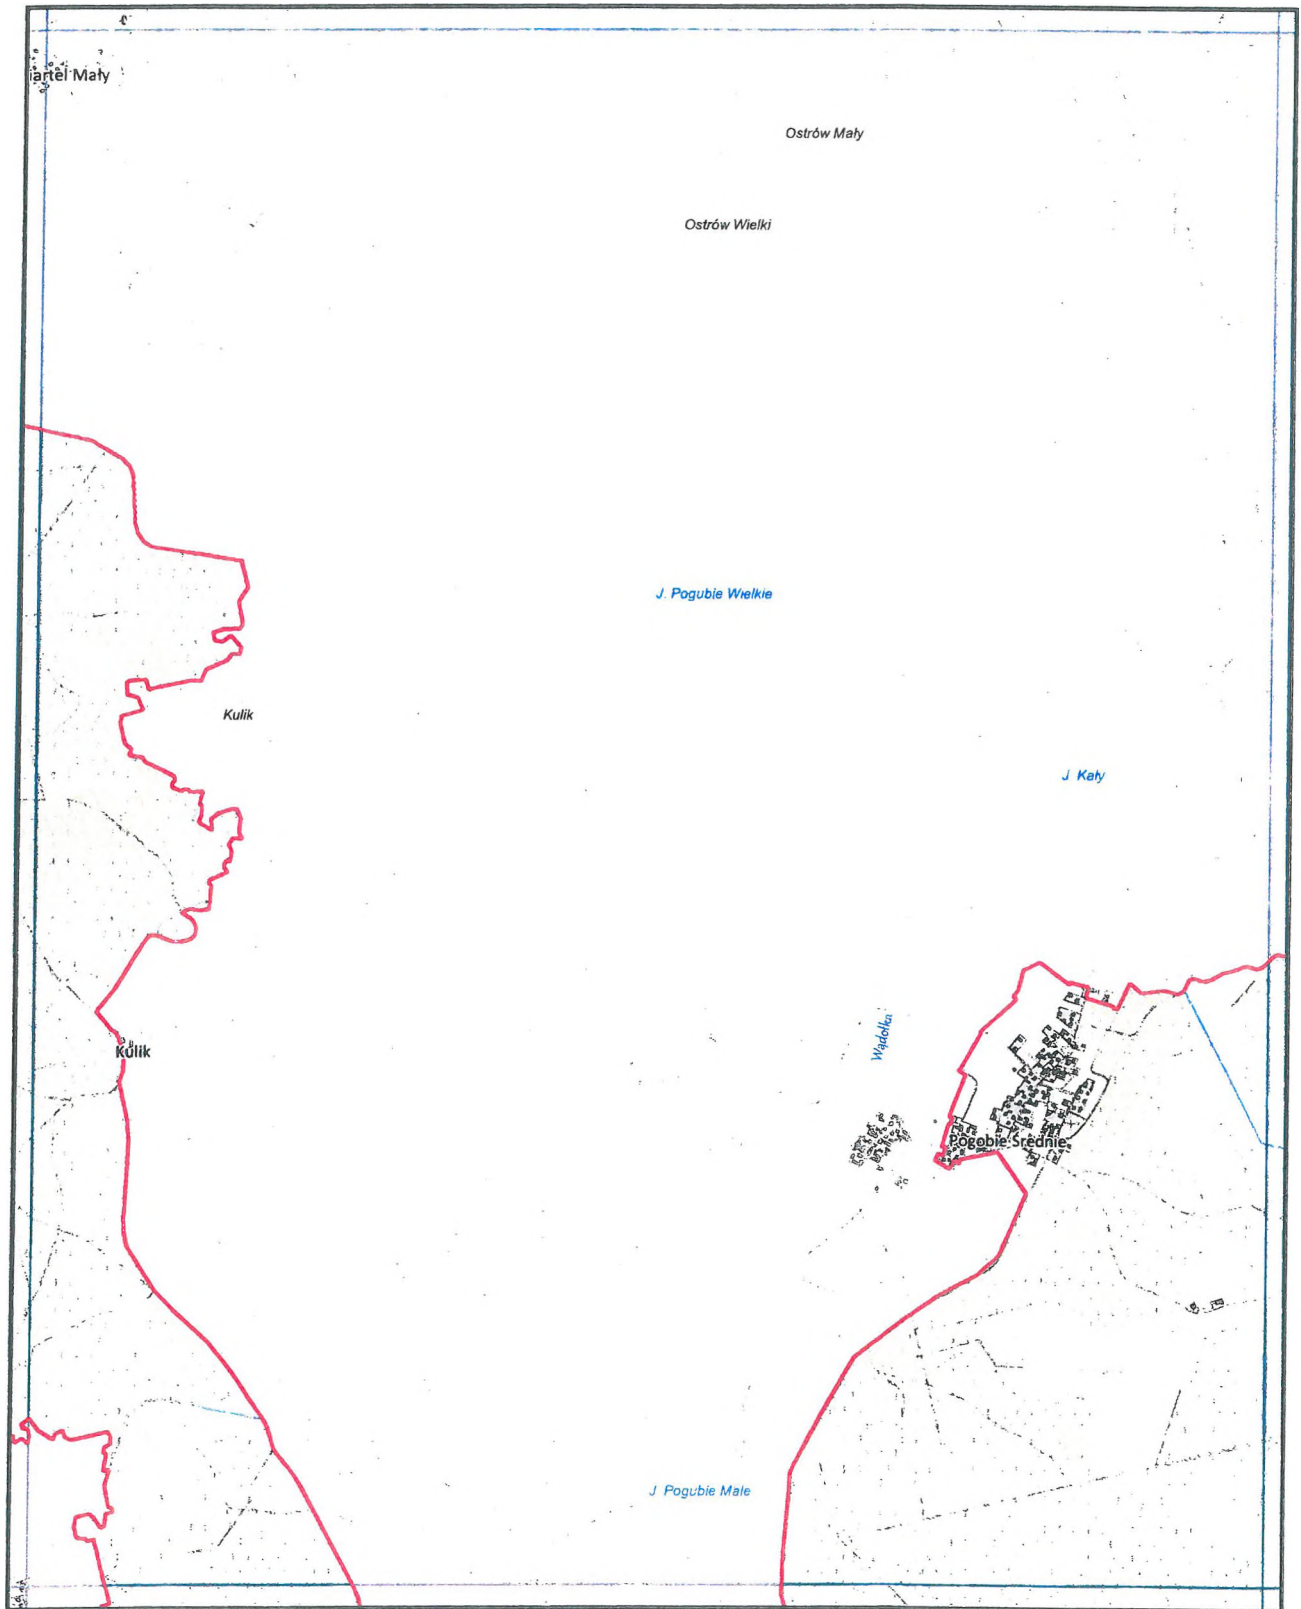 iartel Mały
Ostrów Mały
Ostrów Wielki
J. Pogubie Wielkie
Kulik
J Kały
Wądołka
Kulik
Pogobie Średnie
J Pogubie Małe